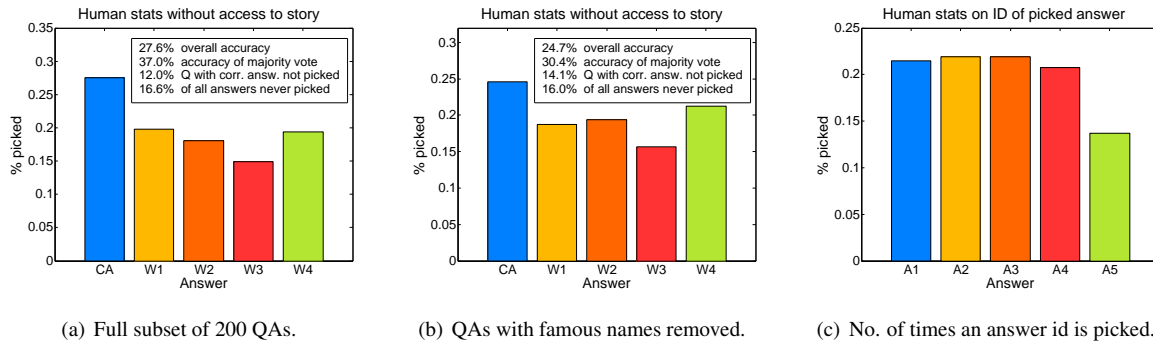 Human stats without access to story
27.6% overall accuracy
37.0% accuracy of majority vote
12.0% Q with corr. answ. not picked
16.6% of all answers never picked
% picked
0.35
0.3
0.25
0.2
0.15
0.1
0.05
0
CA W1 W2 W3 W4
Answer
(a) Full subset of 200 QAs.
Human stats without access to story
24.7% overall accuracy
30.4% accuracy of majority vote
14.1% Q with corr. answ. not picked
16.0% of all answers never picked
% picked
0.3
0.25
0.2
0.15
0.1
0.05
0
CA W1 W2 W3 W4
Answer
(b) QAs with famous names removed.
Human stats on ID of picked answer
% picked
0.25
0.2
0.15
0.1
0.05
0
A1 A2 A3 A4 A5
Answer
(c) No. of times an answer id is picked.